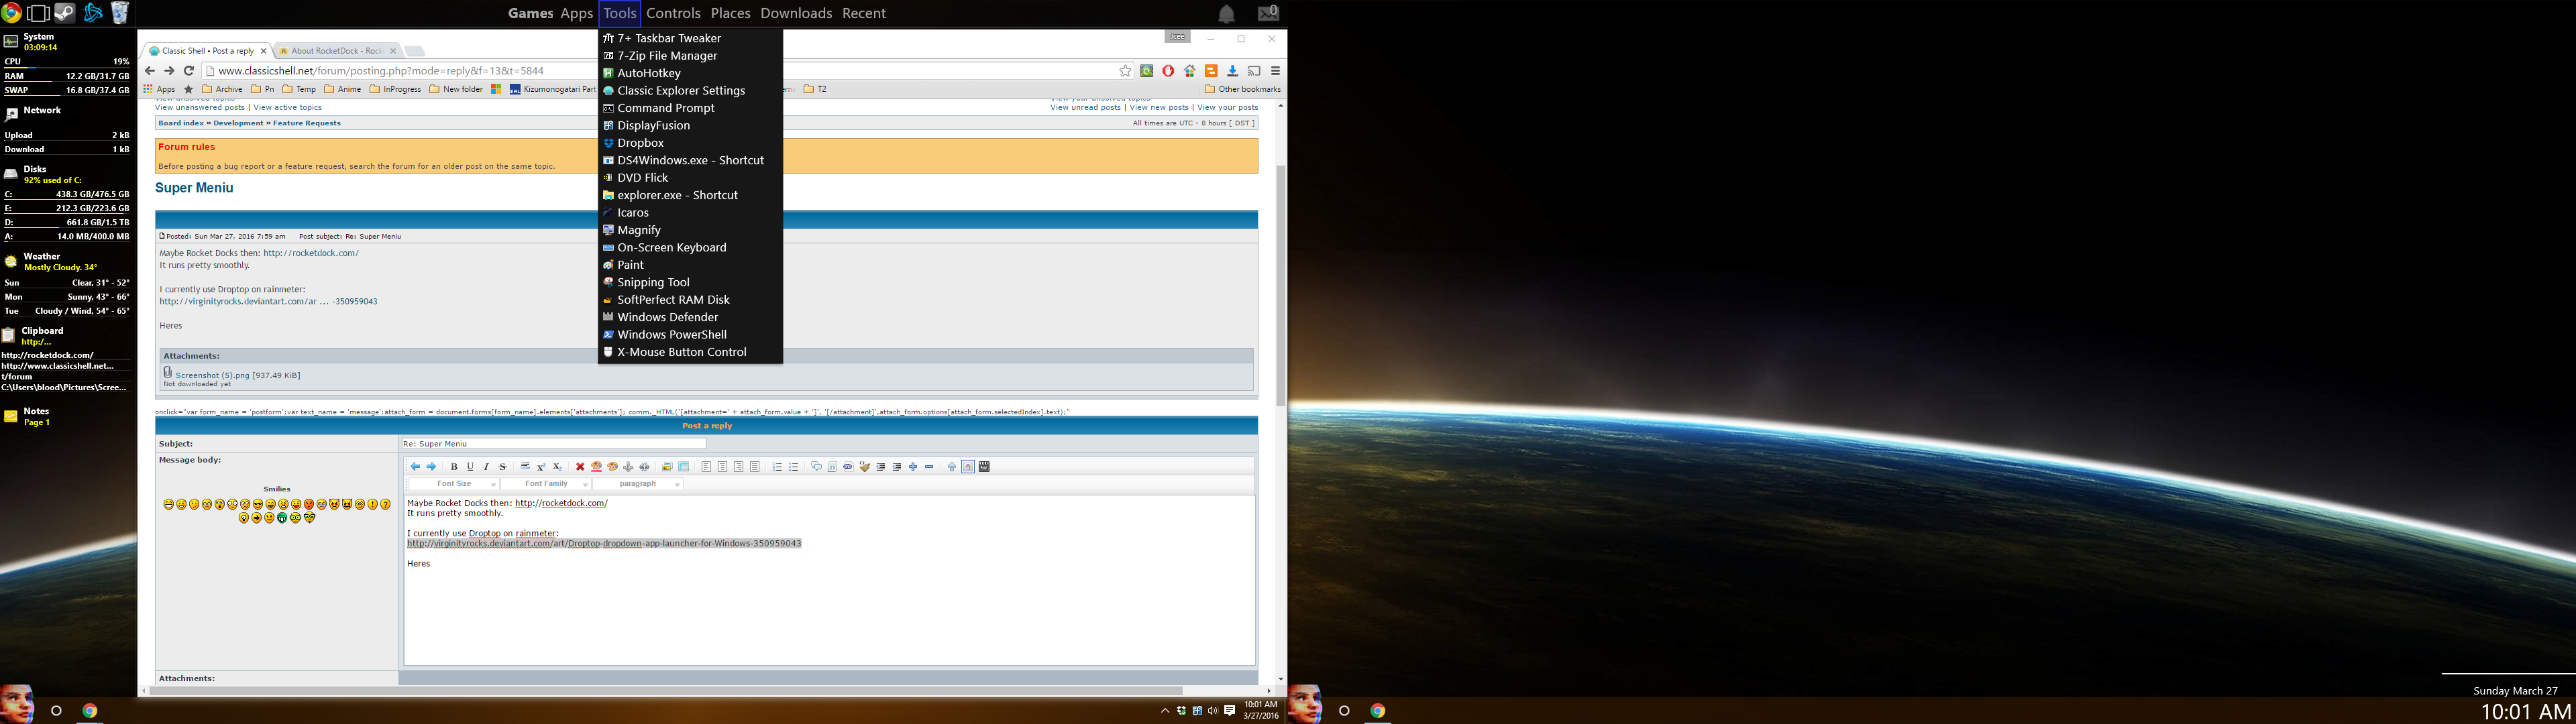 Games Apps Tools Controls Places Downloads Recent
0
System
03:09:14
CPU 19%
RAM 12.2 GB/31.7 GB
SWAP 16.8 GB/37.4 GB
Network
Upload 2 kB
Download 1 kB
Disks
92% used of C:
C: 438.3 GB/476.5 GB
E: 212.3 GB/223.6 GB
D: 661.8 GB/1.5 TB
A: 14.0 MB/400.0 MB
Weather
Mostly Cloudy. 34°
Sun Clear, 31° - 52°
Mon Sunny, 43° - 66°
Tue Cloudy / Wind, 54° - 65°
Clipboard
http:/...
http://rocketdock.com/
http://www.classicshell.net...
t/forum
C:\Users\blood\Pictures\Scree...
Notes
Page 1
Classic Shell • Post a reply
About RocketDock - Rock
www.classicshell.net/forum/posting.php?mode=reply&f=13&t=5844
Apps Archive Pn Temp Anime InProgress New folder Kizumonogatari Part T2 Other bookmarks
7+ Taskbar Tweaker
7-Zip File Manager
AutoHotkey
Classic Explorer Settings
Command Prompt
DisplayFusion
Dropbox
DS4Windows.exe - Shortcut
DVD Flick
explorer.exe - Shortcut
Icaros
Magnify
On-Screen Keyboard
Paint
Snipping Tool
SoftPerfect RAM Disk
Windows Defender
Windows PowerShell
X-Mouse Button Control
View unanswered posts | View active topics
View unread posts | View new posts | View your posts
Board index » Development » Feature Requests
All times are UTC - 8 hours [ DST ]
Forum rules
Before posting a bug report or a feature request, search the forum for an older post on the same topic.
Super Meniu
Posted: Sun Mar 27, 2016 7:59 am Post subject: Re: Super Meniu
Maybe Rocket Docks then: http://rocketdock.com/
It runs pretty smoothly.
I currently use Droptop on rainmeter:
http://virginityrocks.deviantart.com/ar ... -350959043
Heres
Attachments:
Screenshot (5).png [937.49 KiB]
Not downloaded yet
onclick="var form_name = 'postform';var text_name = 'message';attach_form = document.forms[form_name].elements['attachments']; comm._HTML('[attachment=' + attach_form.value + ']', '[/attachment]',attach_form.options[attach_form.selectedIndex].text);"
Post a reply
Subject:
Re: Super Meniu
Message body:
Smilies
Font Size Font Family paragraph
Maybe Rocket Docks then: http://rocketdock.com/
It runs pretty smoothly.
I currently use Droptop on rainmeter:
http://virginityrocks.deviantart.com/art/Droptop-dropdown-app-launcher-for-Windows-350959043
Heres
Attachments:
10:01 AM
3/27/2016
Sunday March 27
10:01 AM